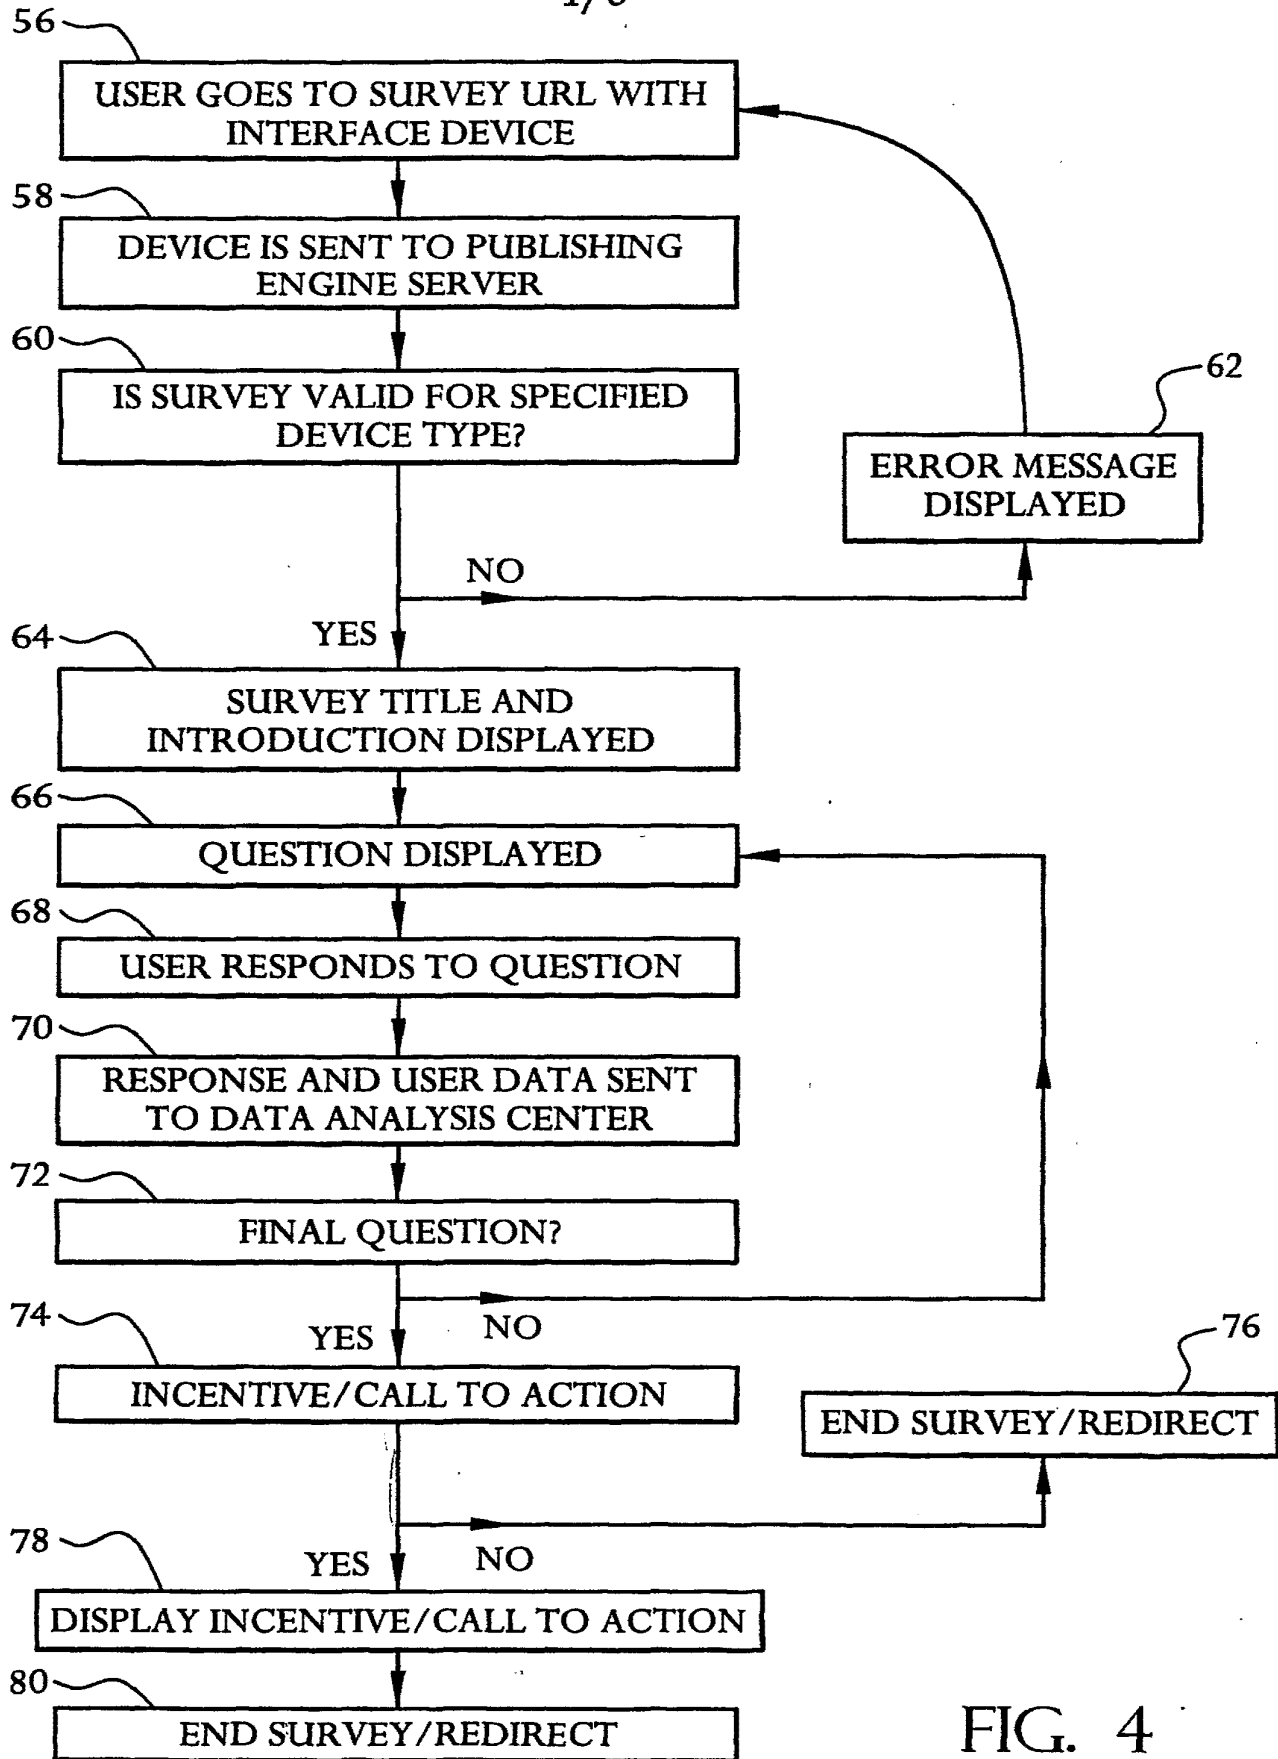 56
USER GOES TO SURVEY URL WITH
INTERFACE DEVICE
58
DEVICE IS SENT TO PUBLISHING
ENGINE SERVER
60
IS SURVEY VALID FOR SPECIFIED
DEVICE TYPE?
62
ERROR MESSAGE
DISPLAYED
NO
YES
64
SURVEY TITLE AND
INTRODUCTION DISPLAYED
66
QUESTION DISPLAYED
68
USER RESPONDS TO QUESTION
70
RESPONSE AND USER DATA SENT
TO DATA ANALYSIS CENTER
72
FINAL QUESTION?
NO
YES
74
INCENTIVE/CALL TO ACTION
76
END SURVEY/REDIRECT
NO
YES
78
DISPLAY INCENTIVE/CALL TO ACTION
80
END SURVEY/REDIRECT
FIG. 4